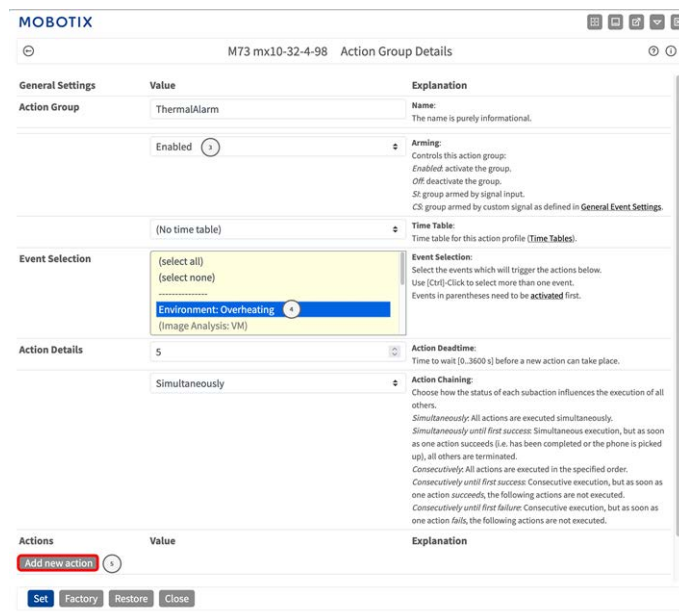 MOBOTIX
M73 mx10-32-4-98 Action Group Details
General Settings Value Explanation
Action Group ThermalAlarm Name:
The name is purely informational.
Enabled 3 Arming:
Controls this action group:
Enabled: activate the group.
Off: deactivate the group.
SI: group armed by signal input.
CS: group armed by custom signal as defined in General Event Settings.
(No time table) Time Table:
Time table for this action profile (Time Tables).
Event Selection (select all) Event Selection:
(select none) Select the events which will trigger the actions below.
Use [Ctrl]-Click to select more than one event.
--------------- Events in parentheses need to be activated first.
Environment: Overheating 4
(Image Analysis: VM)
Action Details 5 Action Deadtime:
Time to wait [0..3600 s] before a new action can take place.
Simultaneously Action Chaining:
Choose how the status of each subaction influences the execution of all
others.
Simultaneously: All actions are executed simultaneously.
Simultaneously until first success: Simultaneous execution, but as soon
as one action succeeds (i.e. has been completed or the phone is picked
up), all others are terminated.
Consecutively: All actions are executed in the specified order.
Consecutively until first success: Consecutive execution, but as soon as
one action succeeds, the following actions are not executed.
Consecutively until first failure: Consecutive execution, but as soon as
one action fails, the following actions are not executed.
Actions Value Explanation
Add new action 5
Set Factory Restore Close